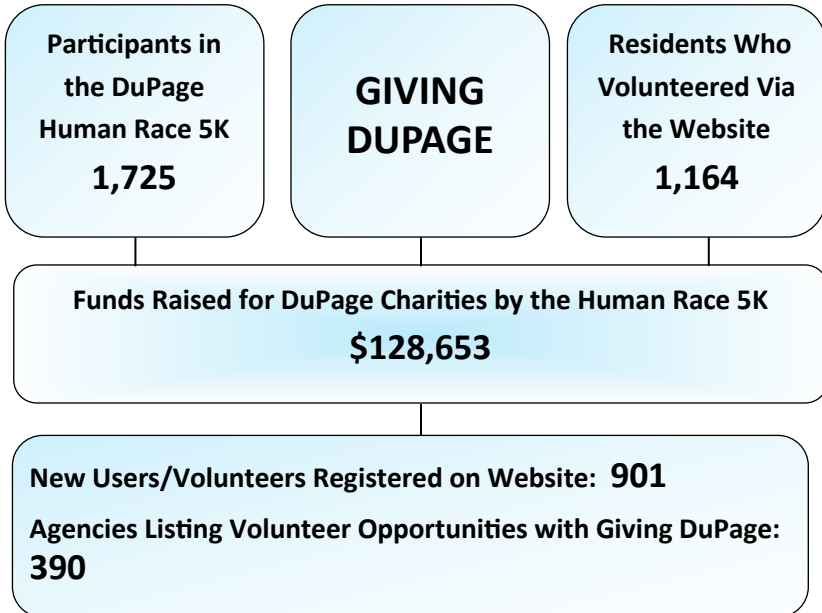 Participants in
the DuPage
Human Race 5K
1,725
GIVING
DUPAGE
Residents Who
Volunteered Via
the Website
1,164
Funds Raised for DuPage Charities by the Human Race 5K
$128,653
New Users/Volunteers Registered on Website: 901
Agencies Listing Volunteer Opportunities with Giving DuPage:
390